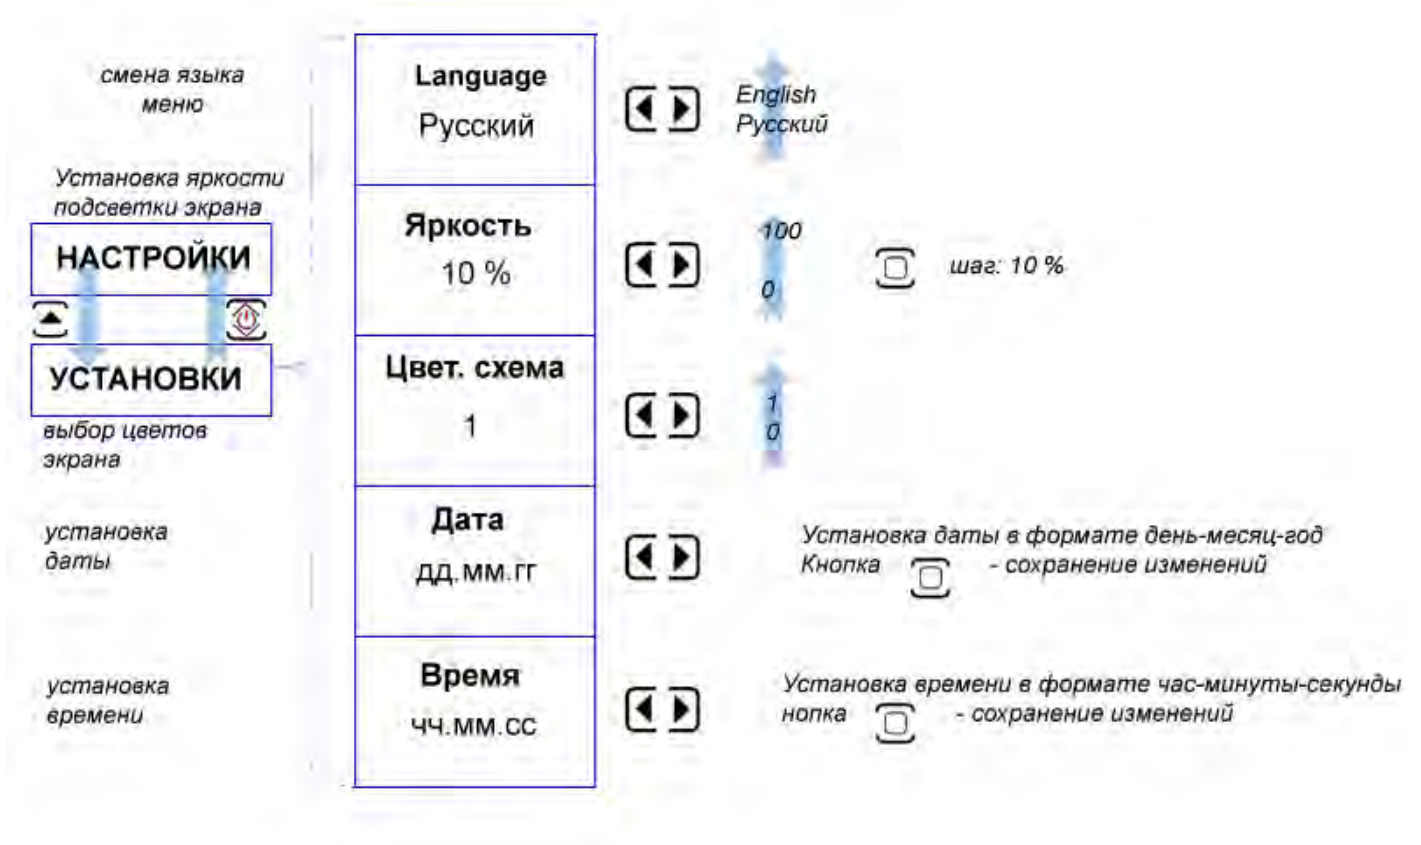 смена языка
меню
Language
Русский
English
Русский
Установка яркости
подсветки экрана
НАСТРОЙКИ
Яркость
10 %
100
0
шаг: 10 %
УСТАНОВКИ
выбор цветов
экрана
Цвет. схема
1
1
0
установка
даты
Дата
дд.мм.гг
Установка даты в формате день-месяц-год
Кнопка - сохранение изменений
установка
времени
Время
чч.мм.сс
Установка времени в формате час-минуты-секунды
нопка - сохранение изменений